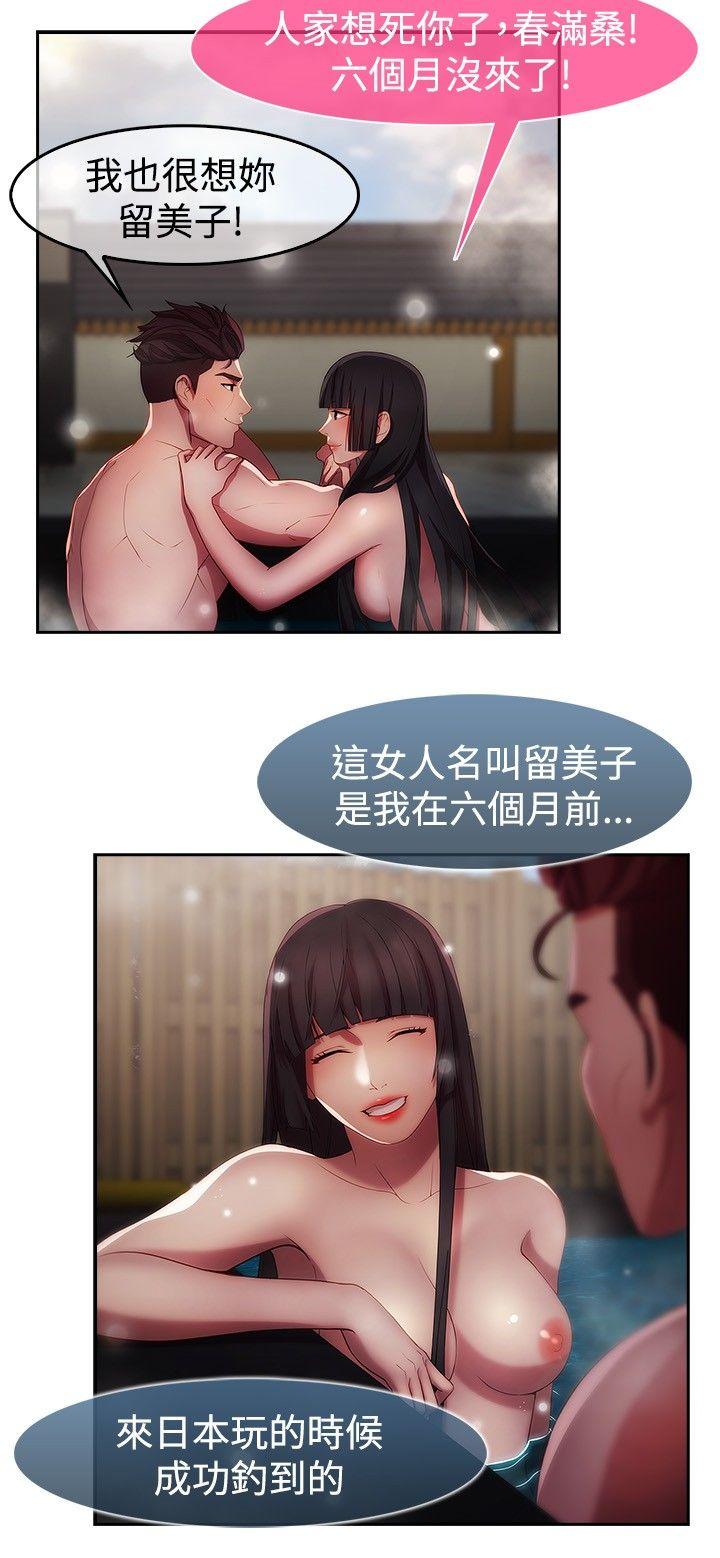 人家想死你了，春滿桑！
六個月沒來了！
我也很想妳
留美子！
這女人名叫留美子
是我在六個月前...
來日本玩的時候
成功釣到的